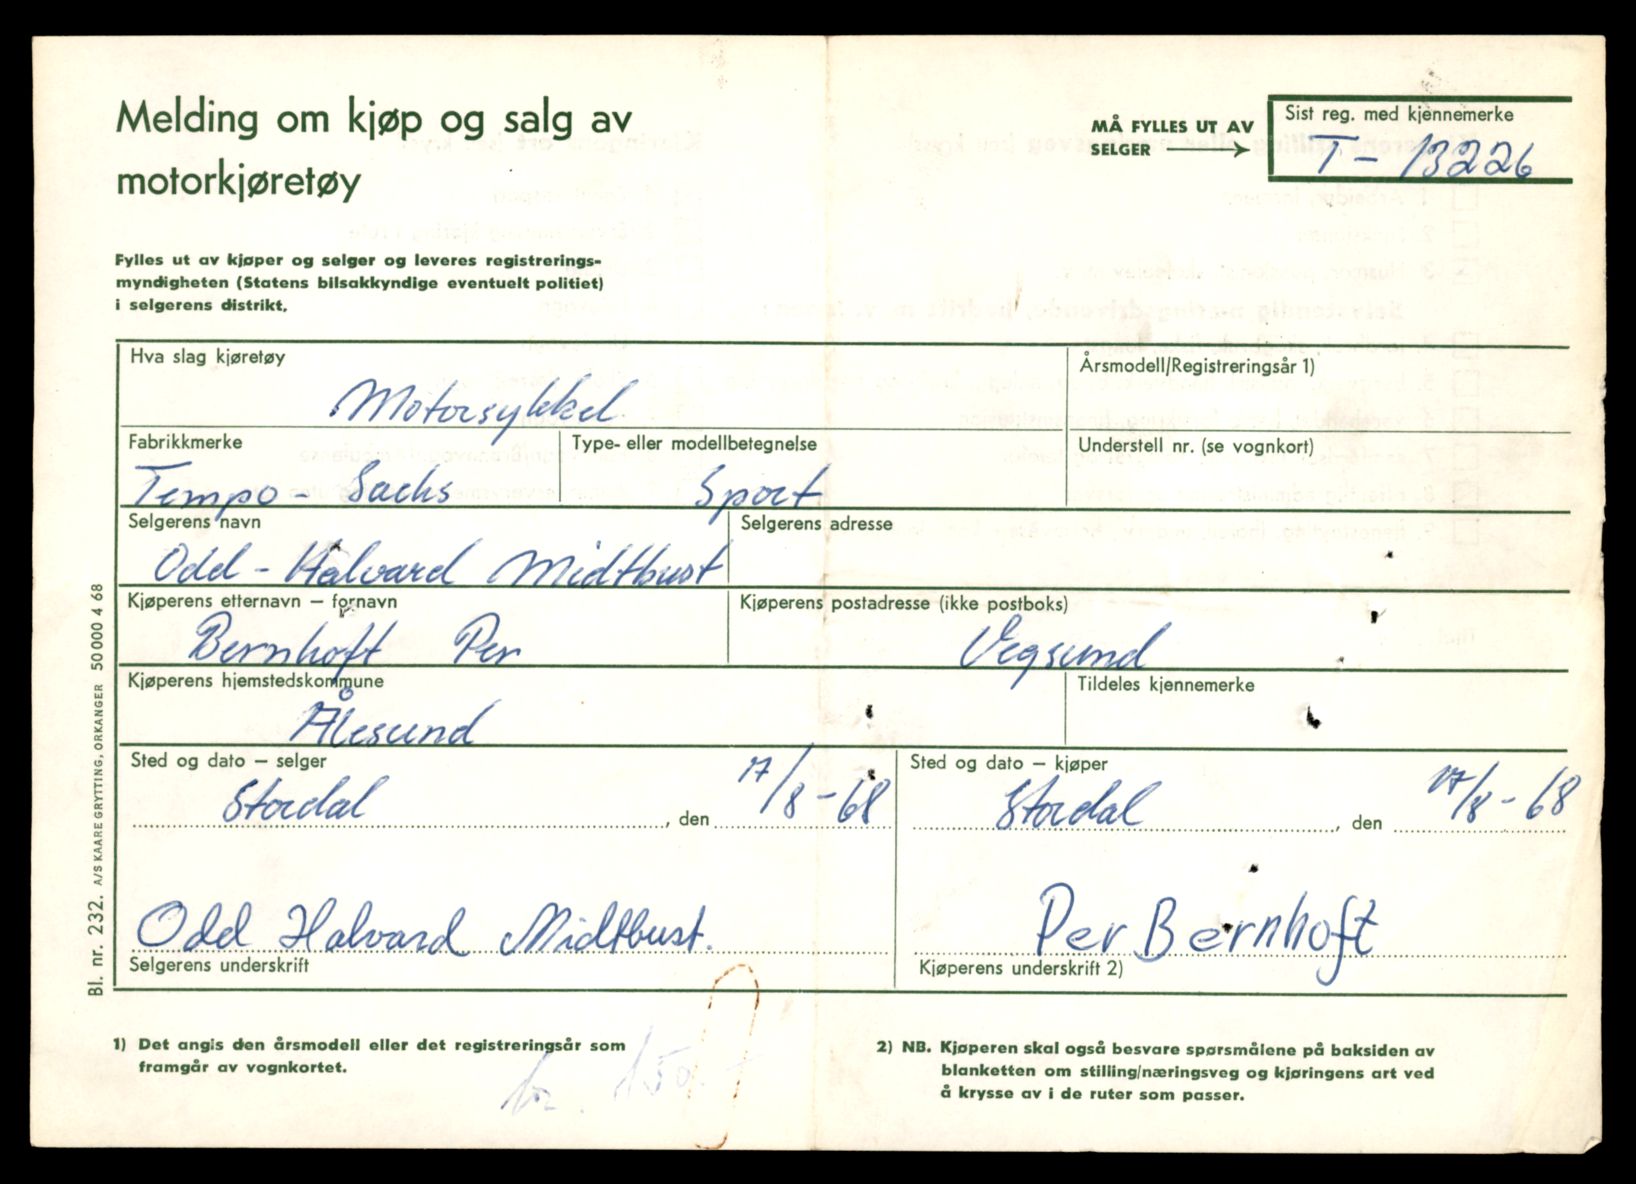 Melding om kjøp og salg av
motorkjøretøy
MÅ FYLLES UT AV
SELGER
Sist reg. med kjennemerke
T - 13226
Fylles ut av kjøper og selger og leveres registrerings-
myndigheten (Statens bilsakkyndige eventuelt politiet)
i selgerens distrikt.
Hva slag kjøretøy
Motorsykkel
Årsmodell/Registreringsår 1)
Fabrikkmerke
Tempo - Sachs
Type- eller modellbetegnelse
Sport
Understell nr. (se vognkort)
Selgerens navn
Odd - Halvard Midtbust
Selgerens adresse
Kjøperens etternavn — fornavn
Bernhoft Per
Kjøperens postadresse (ikke postboks)
Vegsund
Kjøperens hjemstedskommune
Ålesund
Tildeles kjennemerke
Sted og dato — selger
Stordal, den 17/8-68
Sted og dato — kjøper
Stordal, den 17/8-68
Odd Halvard Midtbust.
Selgerens underskrift
Per Bernhoft
Kjøperens underskrift 2)
1) Det angis den årsmodell eller det registreringsår som
framgår av vognkortet.
kr. 150.-
2) NB. Kjøperen skal også besvare spørsmålene på baksiden av
blanketten om stilling/næringsveg og kjøringens art ved
å krysse av i de ruter som passer.
Bl. nr. 232. A/S KAARE GRYTTING, ORKANGER 50000 4 68